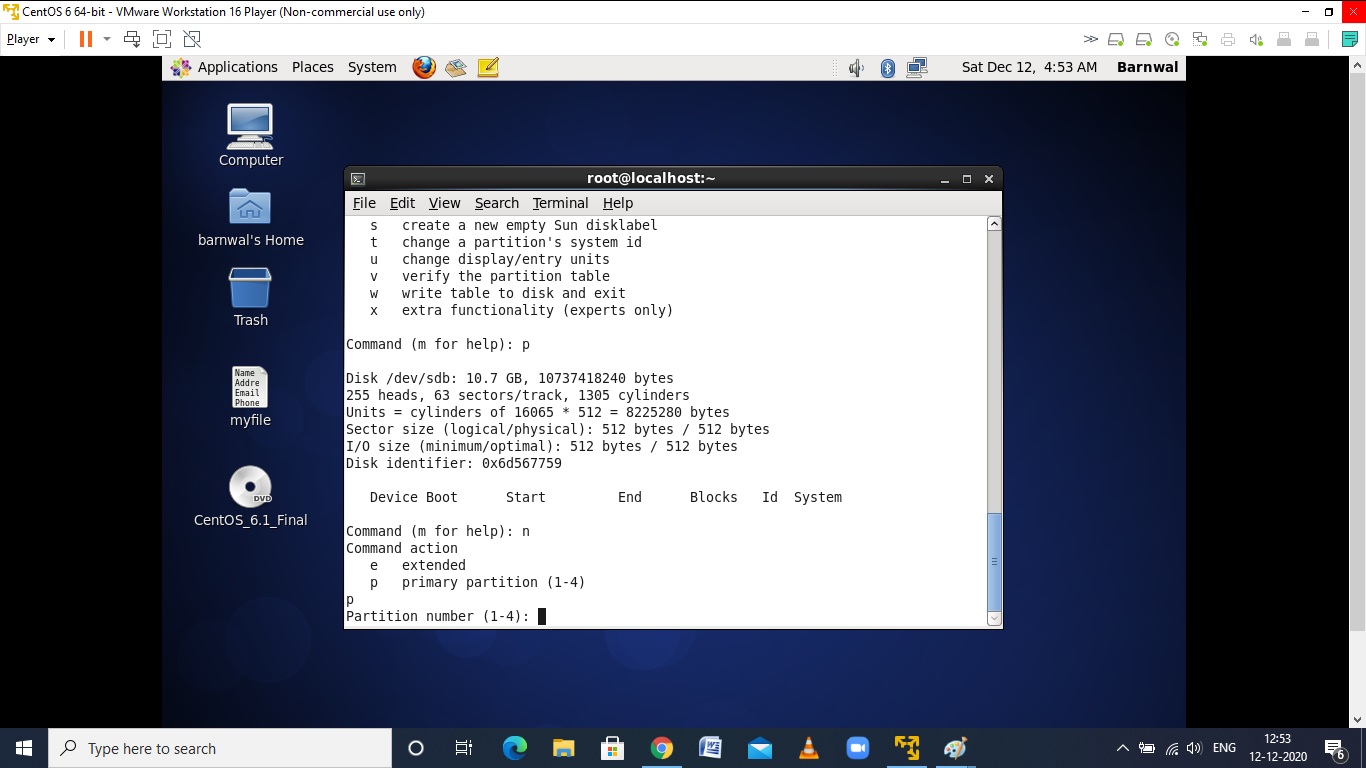 CentOS 6 64-bit - VMware Workstation 16 Player (Non-commercial use only)
Player
Applications Places System Sat Dec 12, 4:53 AM Barnwal
Computer
barnwal's Home
Trash
Name
Addre
Email
Phone
myfile
DVD
CentOS_6.1_Final
root@localhost:~
File Edit View Search Terminal Help
s create a new empty Sun disklabel
t change a partition's system id
u change display/entry units
v verify the partition table
w write table to disk and exit
x extra functionality (experts only)
Command (m for help): p
Disk /dev/sdb: 10.7 GB, 10737418240 bytes
255 heads, 63 sectors/track, 1305 cylinders
Units = cylinders of 16065 * 512 = 8225280 bytes
Sector size (logical/physical): 512 bytes / 512 bytes
I/O size (minimum/optimal): 512 bytes / 512 bytes
Disk identifier: 0x6d567759
Device Boot Start End Blocks Id System
Command (m for help): n
Command action
e extended
p primary partition (1-4)
p
Partition number (1-4):
Type here to search
ENG
12:53
12-12-2020
6